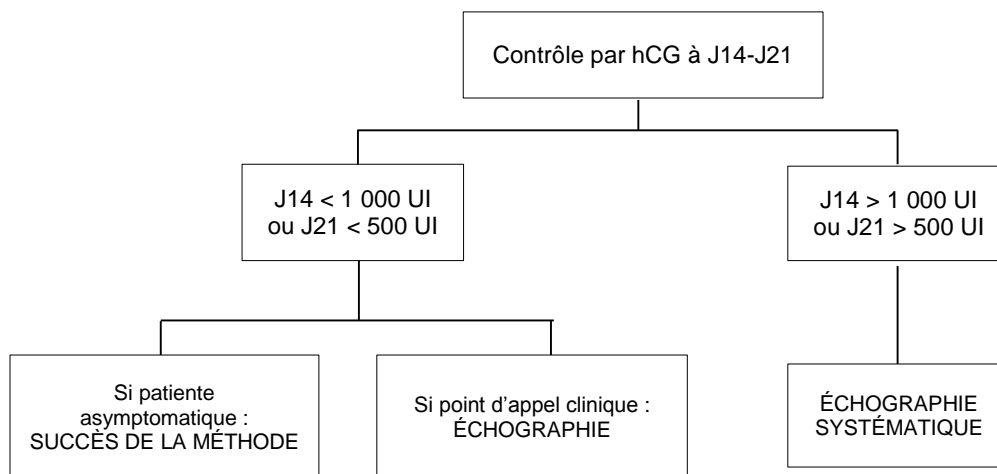 Contrôle par hCG à J14-J21
J14 < 1 000 UI
ou J21 < 500 UI
J14 > 1 000 UI
ou J21 > 500 UI
Si patiente
asymptomatique :
SUCCÈS DE LA MÉTHODE
Si point d’appel clinique :
ÉCHOGRAPHIE
ÉCHOGRAPHIE
SYSTÉMATIQUE